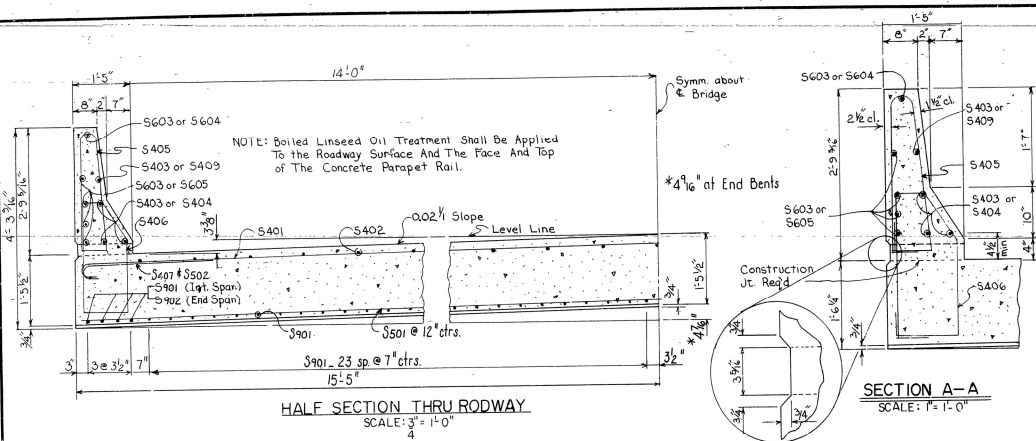 1'-5"
14'-0"
8" 2" 7"
Symm. about
℄ Bridge
S603 or S604
S405
S403 or S409
S603 or S605
S403 or S404
S406
NOTE: Boiled Linseed Oil Treatment Shall Be Applied
To the Roadway Surface And The Face And Top
of The Concrete Parapet Rail.
*4 9/16" at End Bents
4'-3 3/16"
2'-9 5/16"
1'-5 1/2"
3/4"
3 3/8"
S401
S402
0.02 1/1 Slope
Level Line
S407 & S502
S901 (Int. Span)
S902 (End Span)
S901
S501 @ 12" ctrs.
1'-5 1/2"
3/4"
*4 7/16"
3"
3 @ 3 1/2"
7"
S901 - 23 sp. @ 7" ctrs.
3 1/2"
15'-5"
HALF SECTION THRU RODWAY
SCALE: 3/4" = 1'-0"
1'-5"
8" 2" 7"
S603 or S604
1 1/2" cl.
2 1/2" cl.
S403 or
S409
S405
2'-9 5/16"
1'-7"
10"
4"
S603 or
S605
S403 or
S404
4 1/2"
min
Construction
Jt. Req'd
S406
1'-6 1/4"
3/4"
3/4"
3 5/16"
3/4"
3/4"
SECTION A-A
SCALE: 1" = 1'-0"